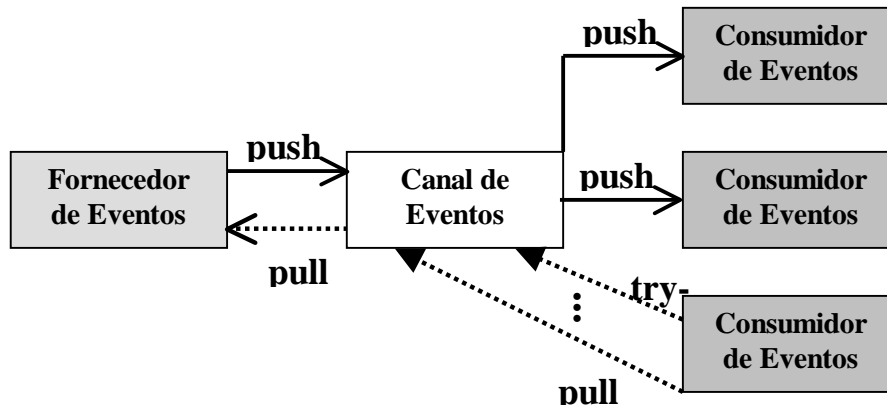 push
Consumidor
de Eventos
Fornecedor
de Eventos
push
Canal de
Eventos
push
Consumidor
de Eventos
pull
try-
Consumidor
de Eventos
pull